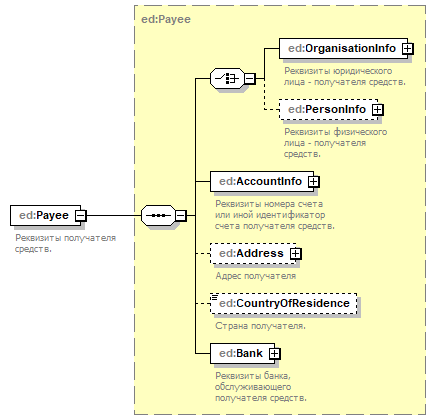 ed:Payee
ed:OrganisationInfo
Реквизиты юридического
лица - получателя средств.
ed:PersonInfo
Реквизиты физического
лица - получателя
средств.
ed:AccountInfo
Реквизиты номера счета
или иной идентификатор
счета получателя средств.
ed:Payee
Реквизиты получателя
средств.
ed:Address
Адрес получателя
ed:CountryOfResidence
Страна получателя.
ed:Bank
Реквизиты банка,
обслуживающего
получателя средств.